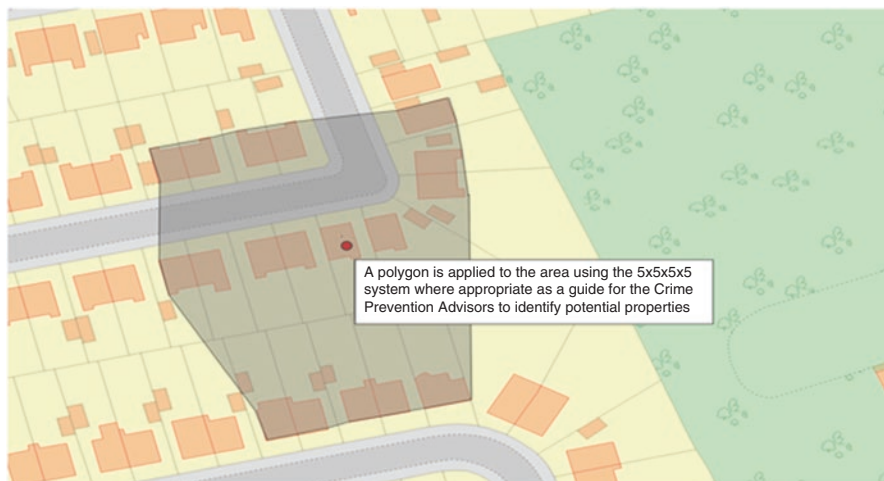 A polygon is applied to the area using the 5x5x5x5
system where appropriate as a guide for the Crime
Prevention Advisors to identify potential properties